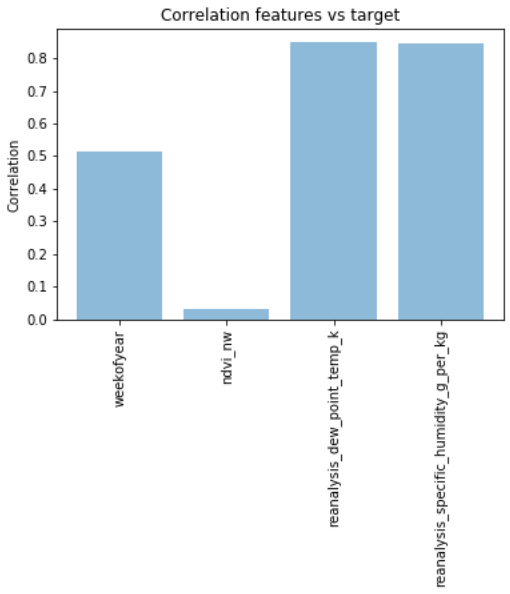 Correlation features vs target
Correlation
0.8
0.7
0.6
0.5
0.4
0.3
0.2
0.1
0.0
weekofyear
ndvi_nw
reanalysis_dew_point_temp_k
reanalysis_specific_humidity_g_per_kg